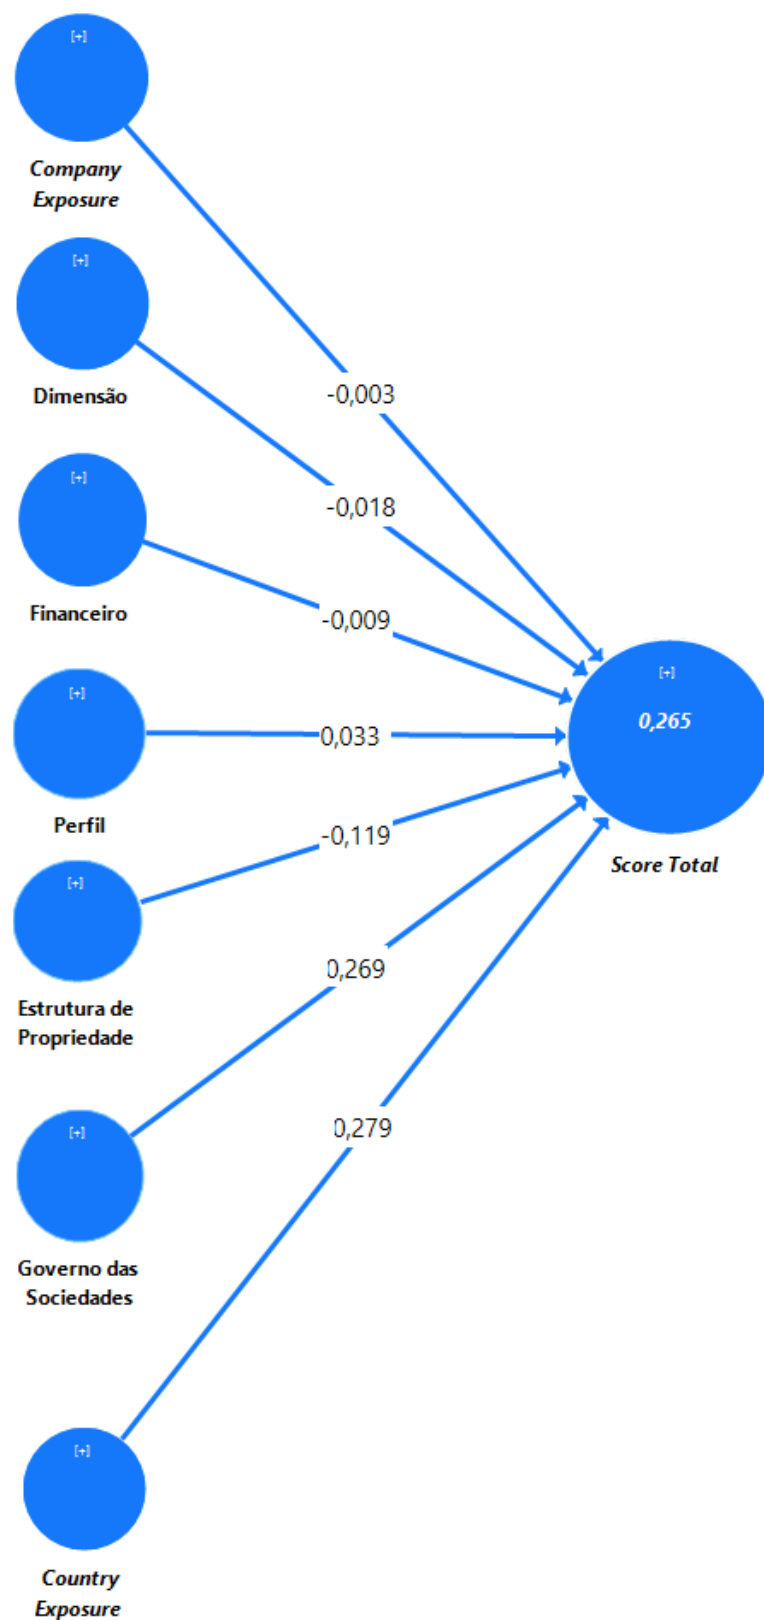 [+]
Company
Exposure
-0,003
[+]
Dimensão
-0,018
[+]
Financeiro
-0,009
[+]
0,265
Score Total
[+]
Perfil
0,033
[+]
Estrutura de
Propriedade
-0,119
[+]
Governo das
Sociedades
0,269
[+]
Country
Exposure
0,279